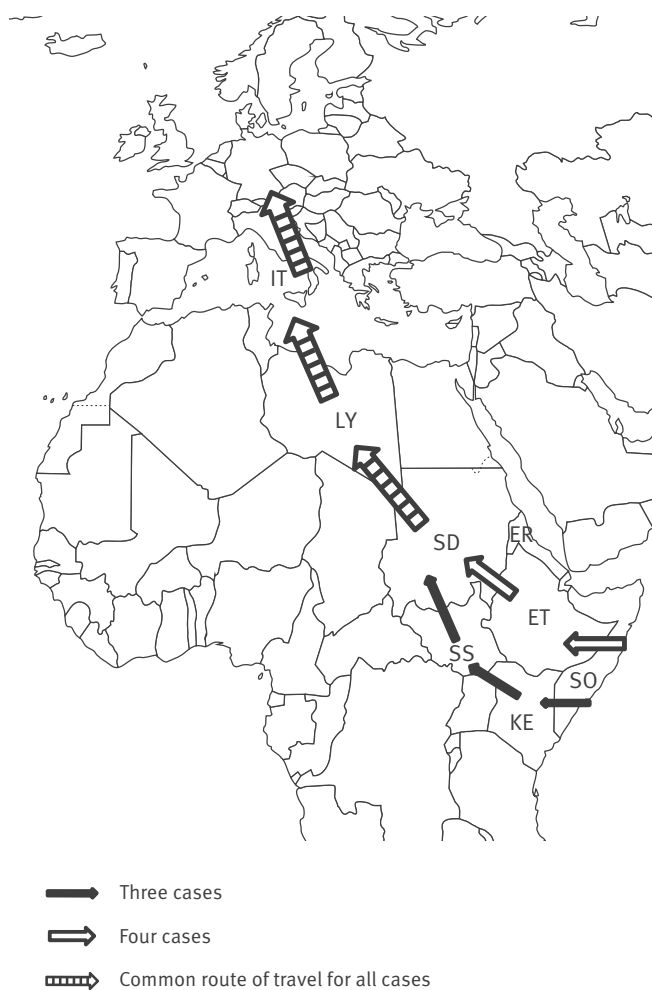 IT
LY
SD
ER
ET
SS
SO
KE
Three cases
Four cases
Common route of travel for all cases